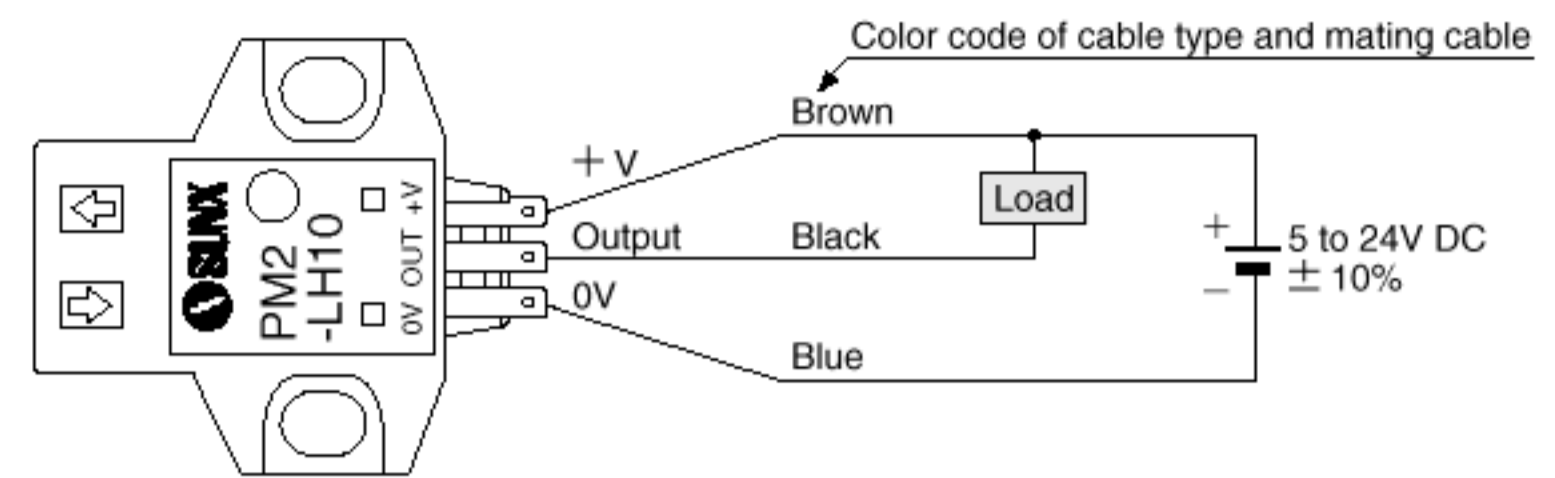 Color code of cable type and mating cable
Brown
+ V
Load
Output
Black
0V
Blue
+
5 to 24V DC
−
± 10%
SUNX
PM2
-LH10
0V OUT +V